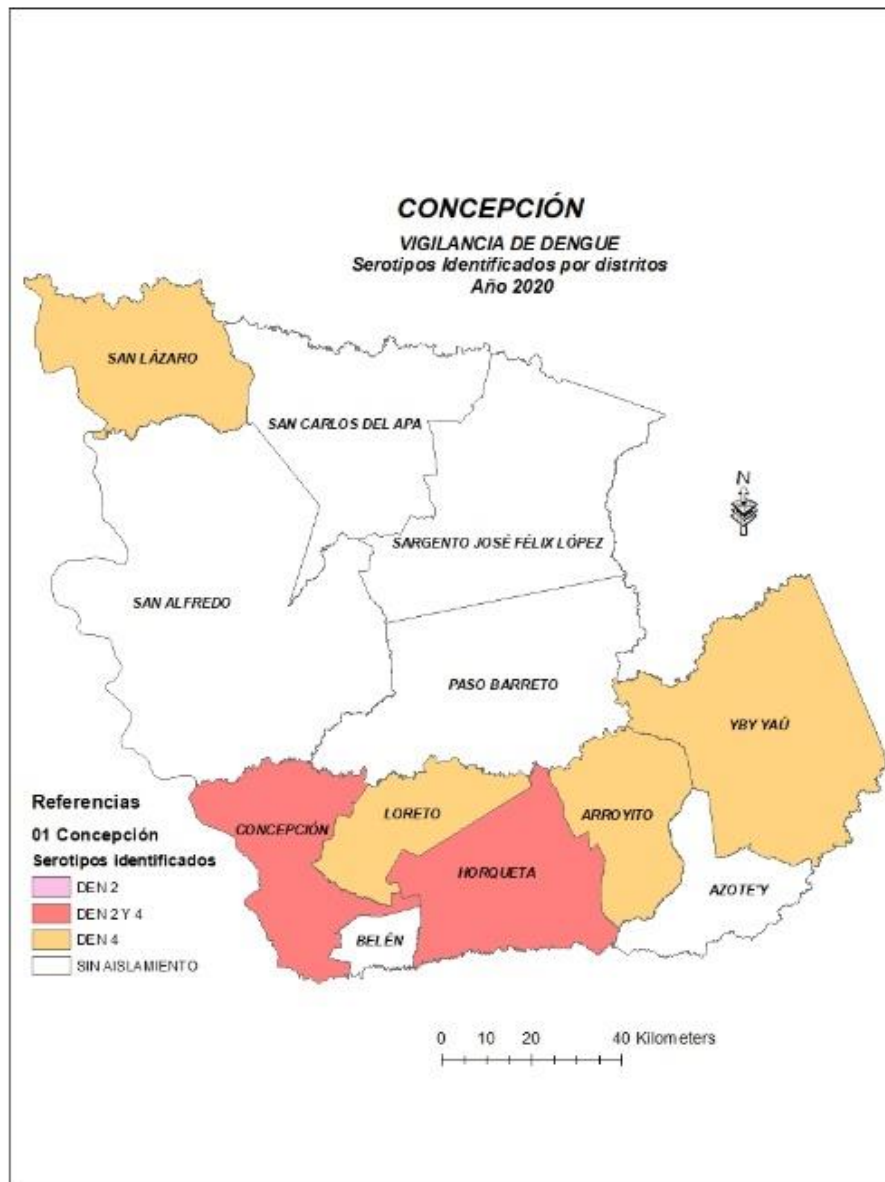 CONCEPCIÓN
VIGILANCIA DE DENGUE
Serotipos Identificados por distritos
Año 2020
SAN LÁZARO
SAN CARLOS DEL APA
N
SARGENTO JOSÉ FÉLIX LÓPEZ
SAN ALFREDO
PASO BARRETO
YBY YAÚ
LORETO
ARROYITO
CONCEPCIÓN
HORQUETA
AZOTE'Y
BELÉN
Referencias
01 Concepción
Serotipos identificados
DEN 2
DEN 2 Y 4
DEN 4
SIN AISLAMIENTO
0 10 20 40 Kilometers